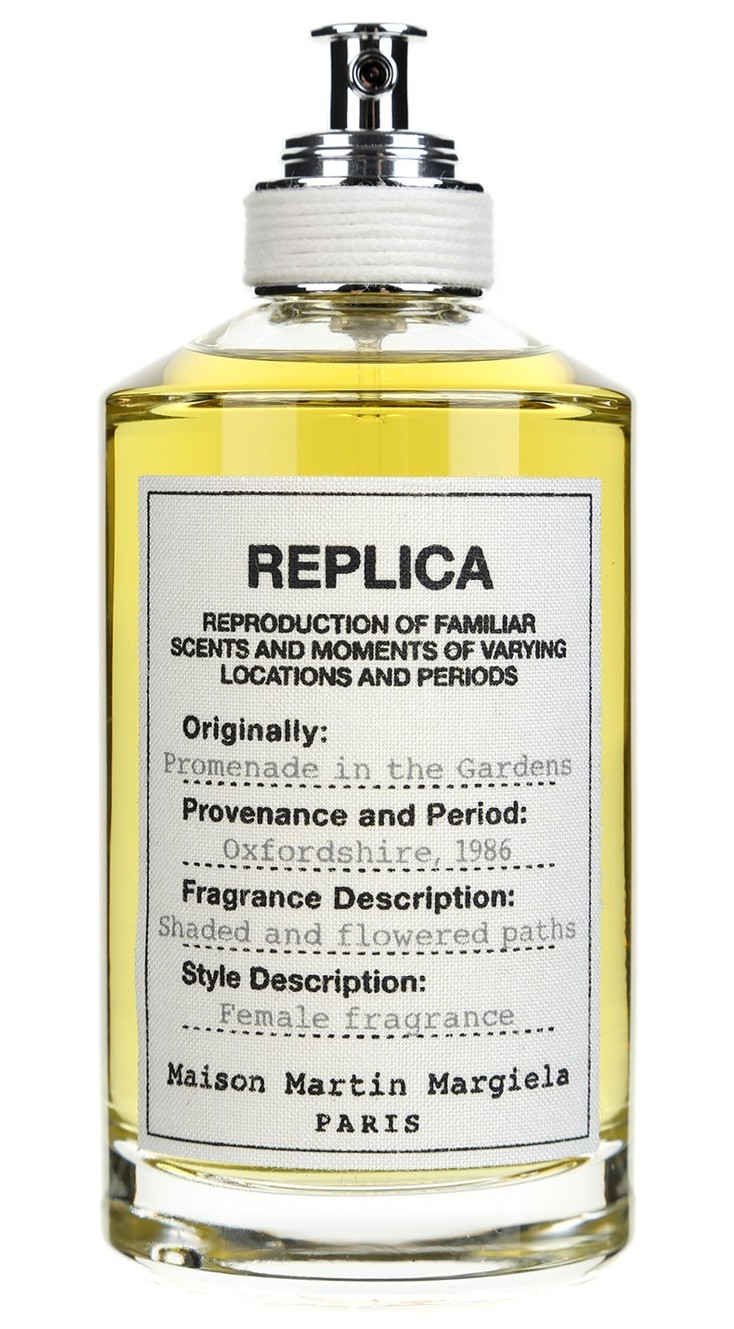 REPLICA
REPRODUCTION OF FAMILIAR
SCENTS AND MOMENTS OF VARYING
LOCATIONS AND PERIODS
Originally:
Promenade in the Gardens
Provenance and Period:
Oxfordshire, 1986
Fragrance Description:
Shaded and flowered paths
Style Description:
Female fragrance
Maison Martin Margiela
PARIS